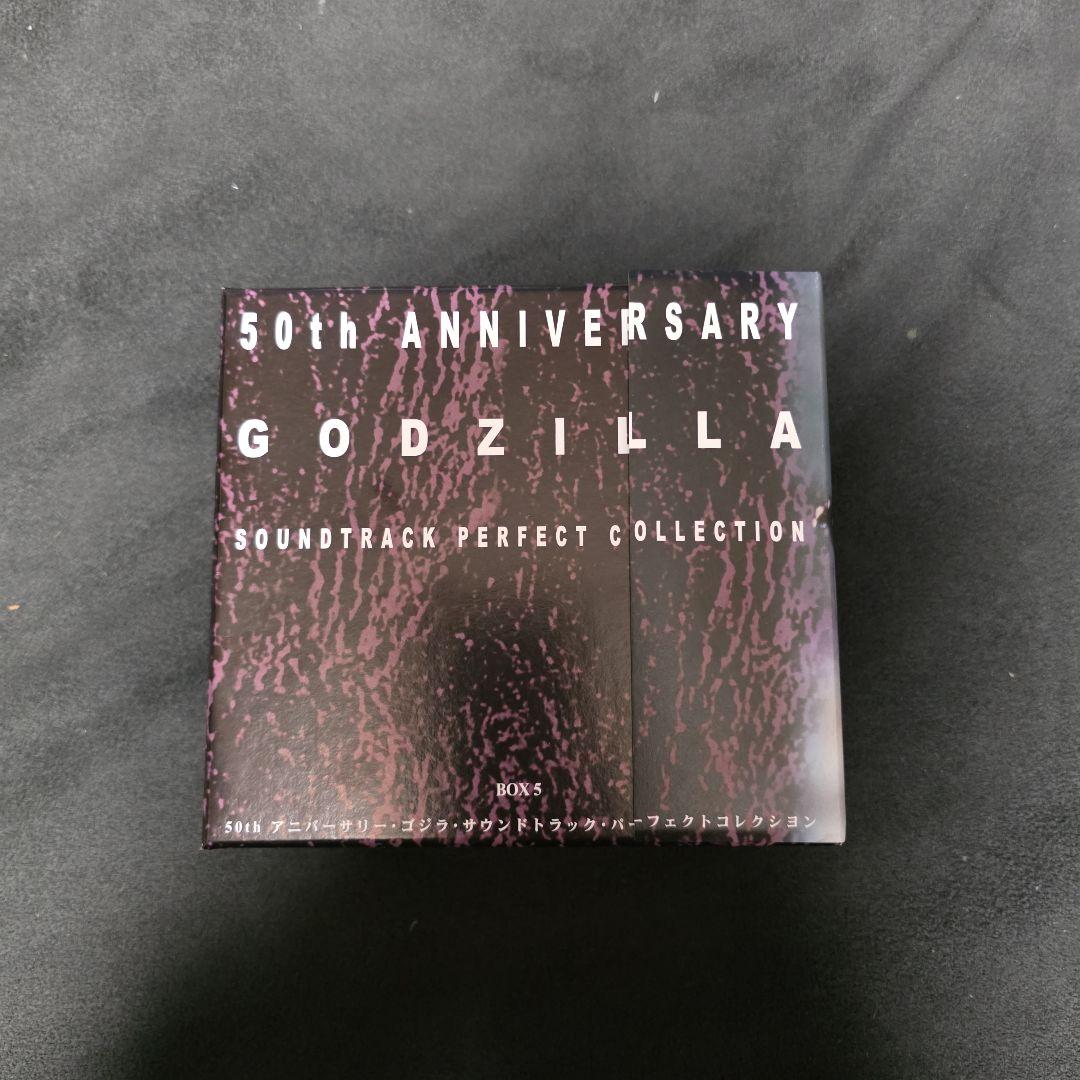 50th ANNIVERSARY
GODZILLA
SOUNDTRACK PERFECT COLLECTION
BOX 5
50th アニバーサリー・ゴジラ・サウンドトラック・パーフェクトコレクション